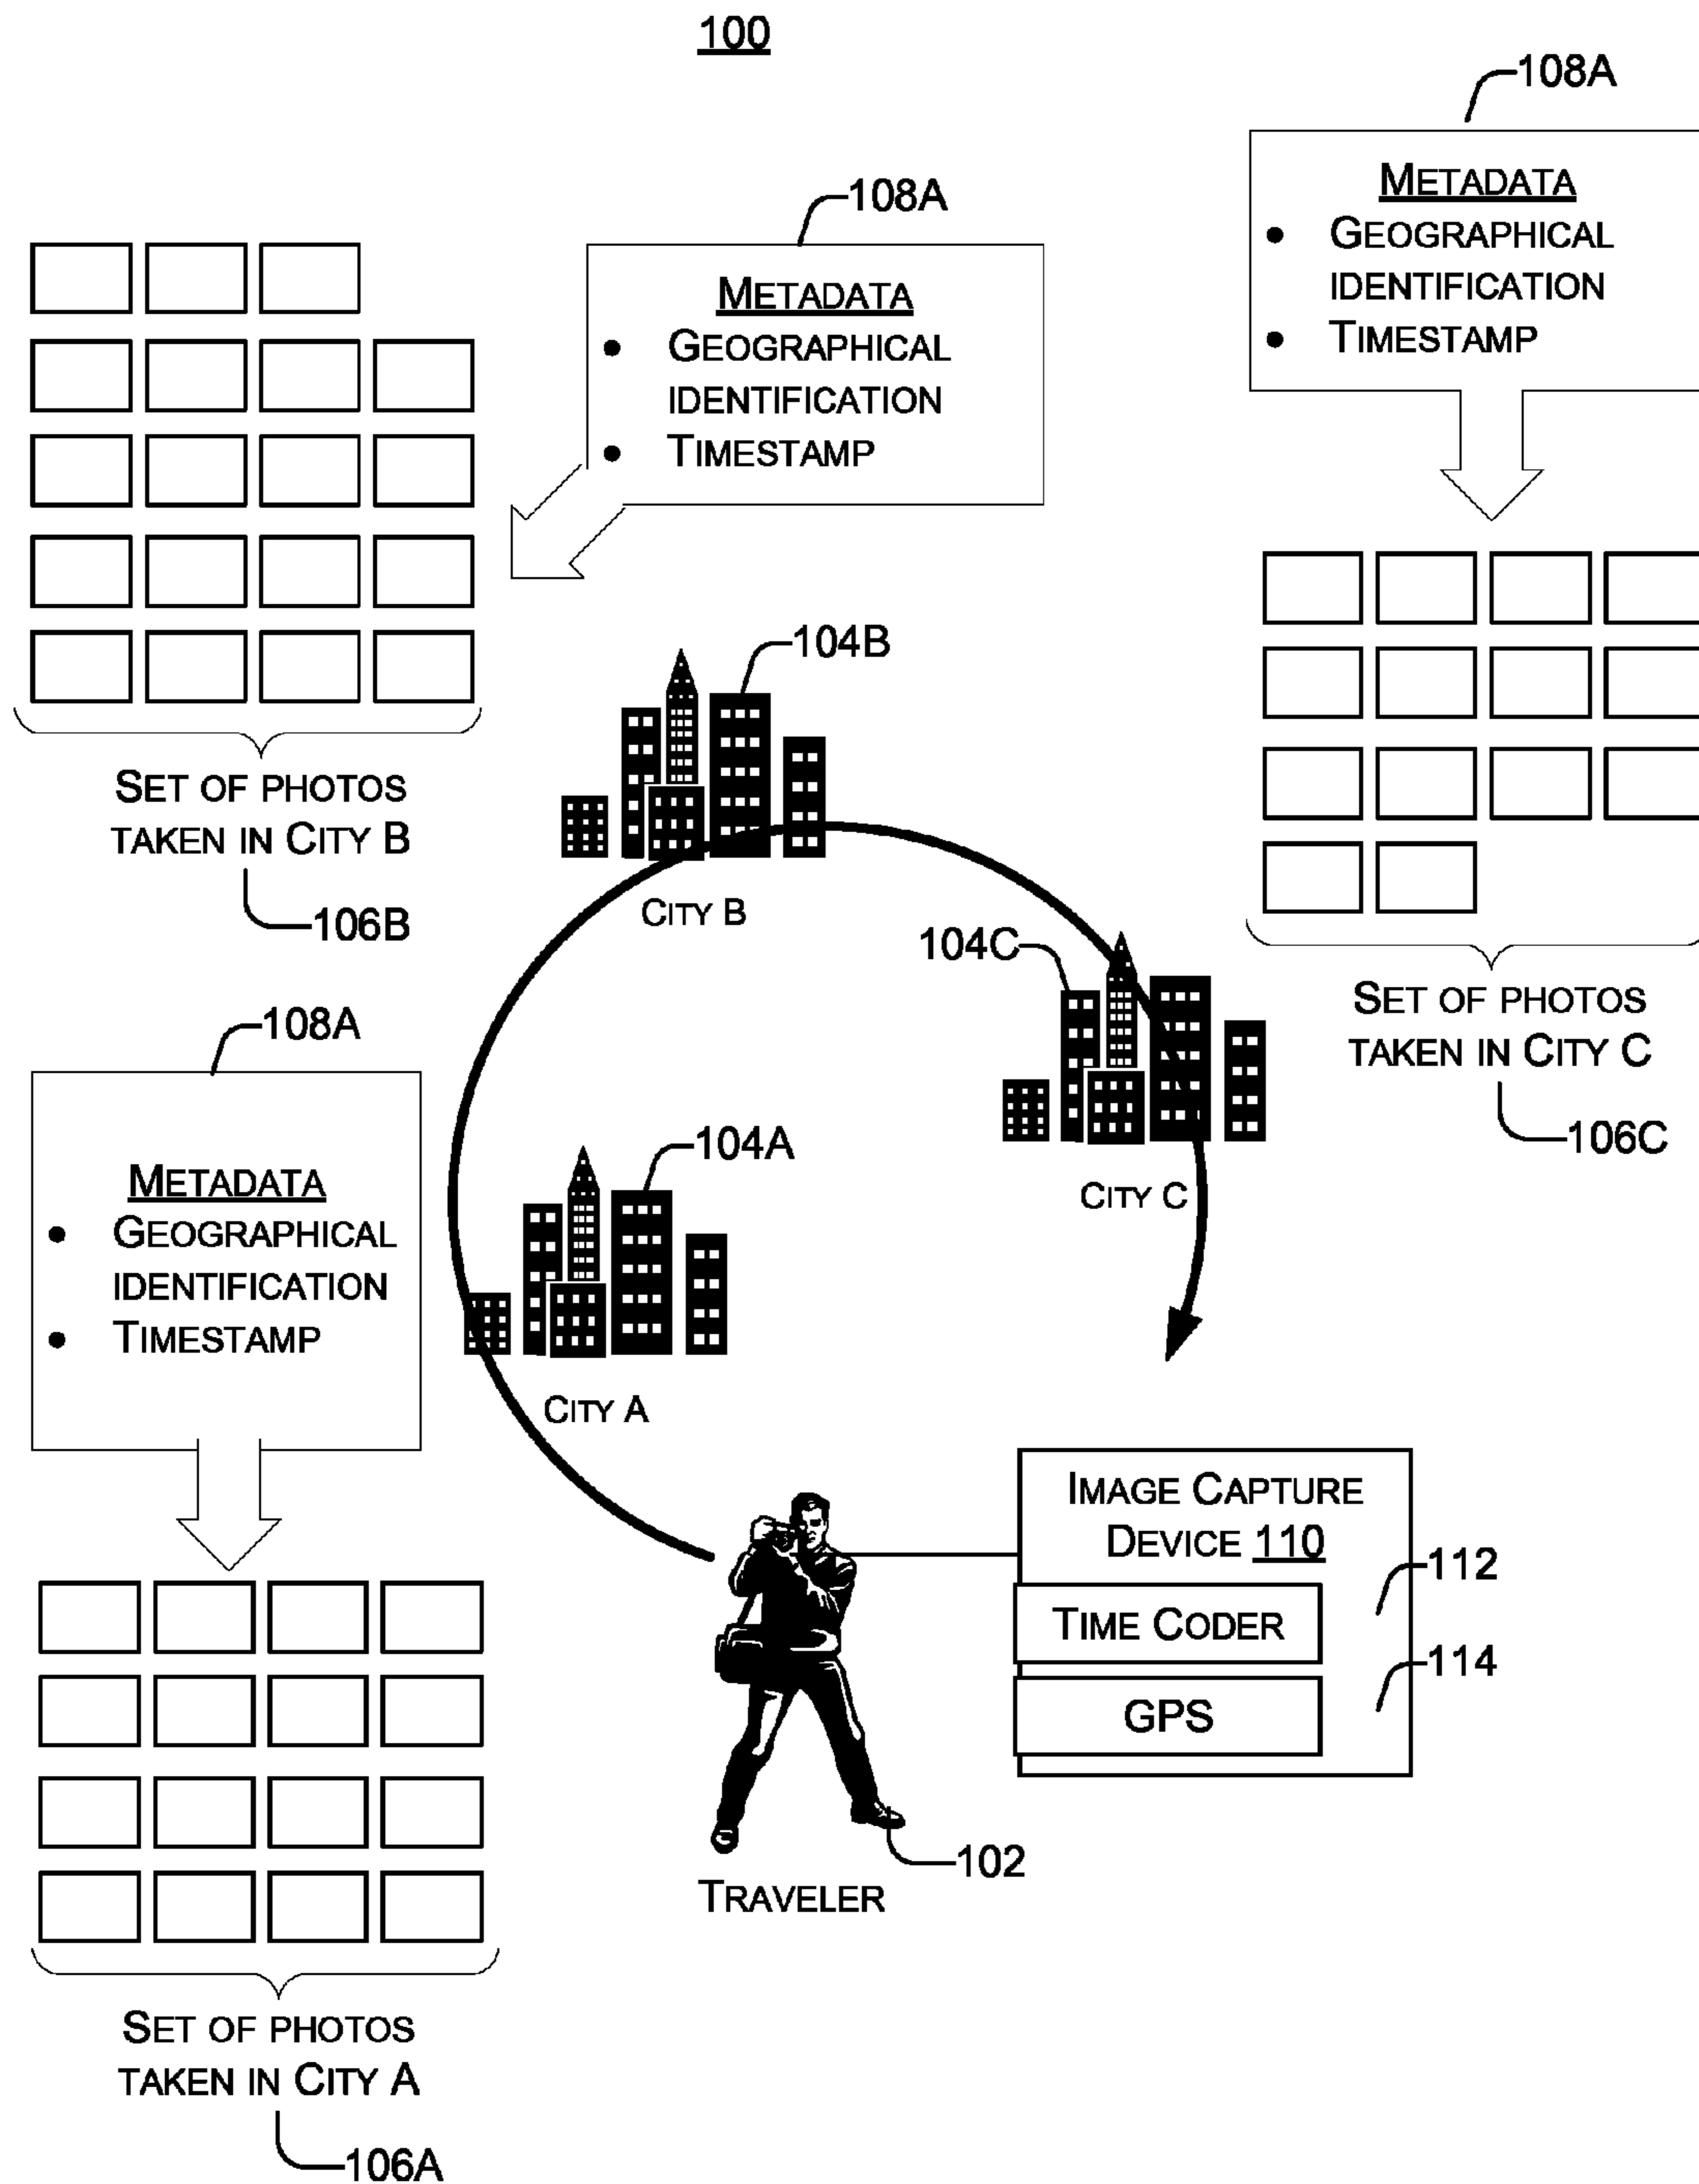 100
108A
METADATA
• GEOGRAPHICAL
IDENTIFICATION
• TIMESTAMP
108A
METADATA
• GEOGRAPHICAL
IDENTIFICATION
• TIMESTAMP
SET OF PHOTOS
TAKEN IN CITY B
106B
104B
CITY B
104C
CITY C
SET OF PHOTOS
TAKEN IN CITY C
106C
108A
METADATA
• GEOGRAPHICAL
IDENTIFICATION
• TIMESTAMP
104A
CITY A
IMAGE CAPTURE
DEVICE 110
TIME CODER
112
GPS
114
102
TRAVELER
SET OF PHOTOS
TAKEN IN CITY A
106A